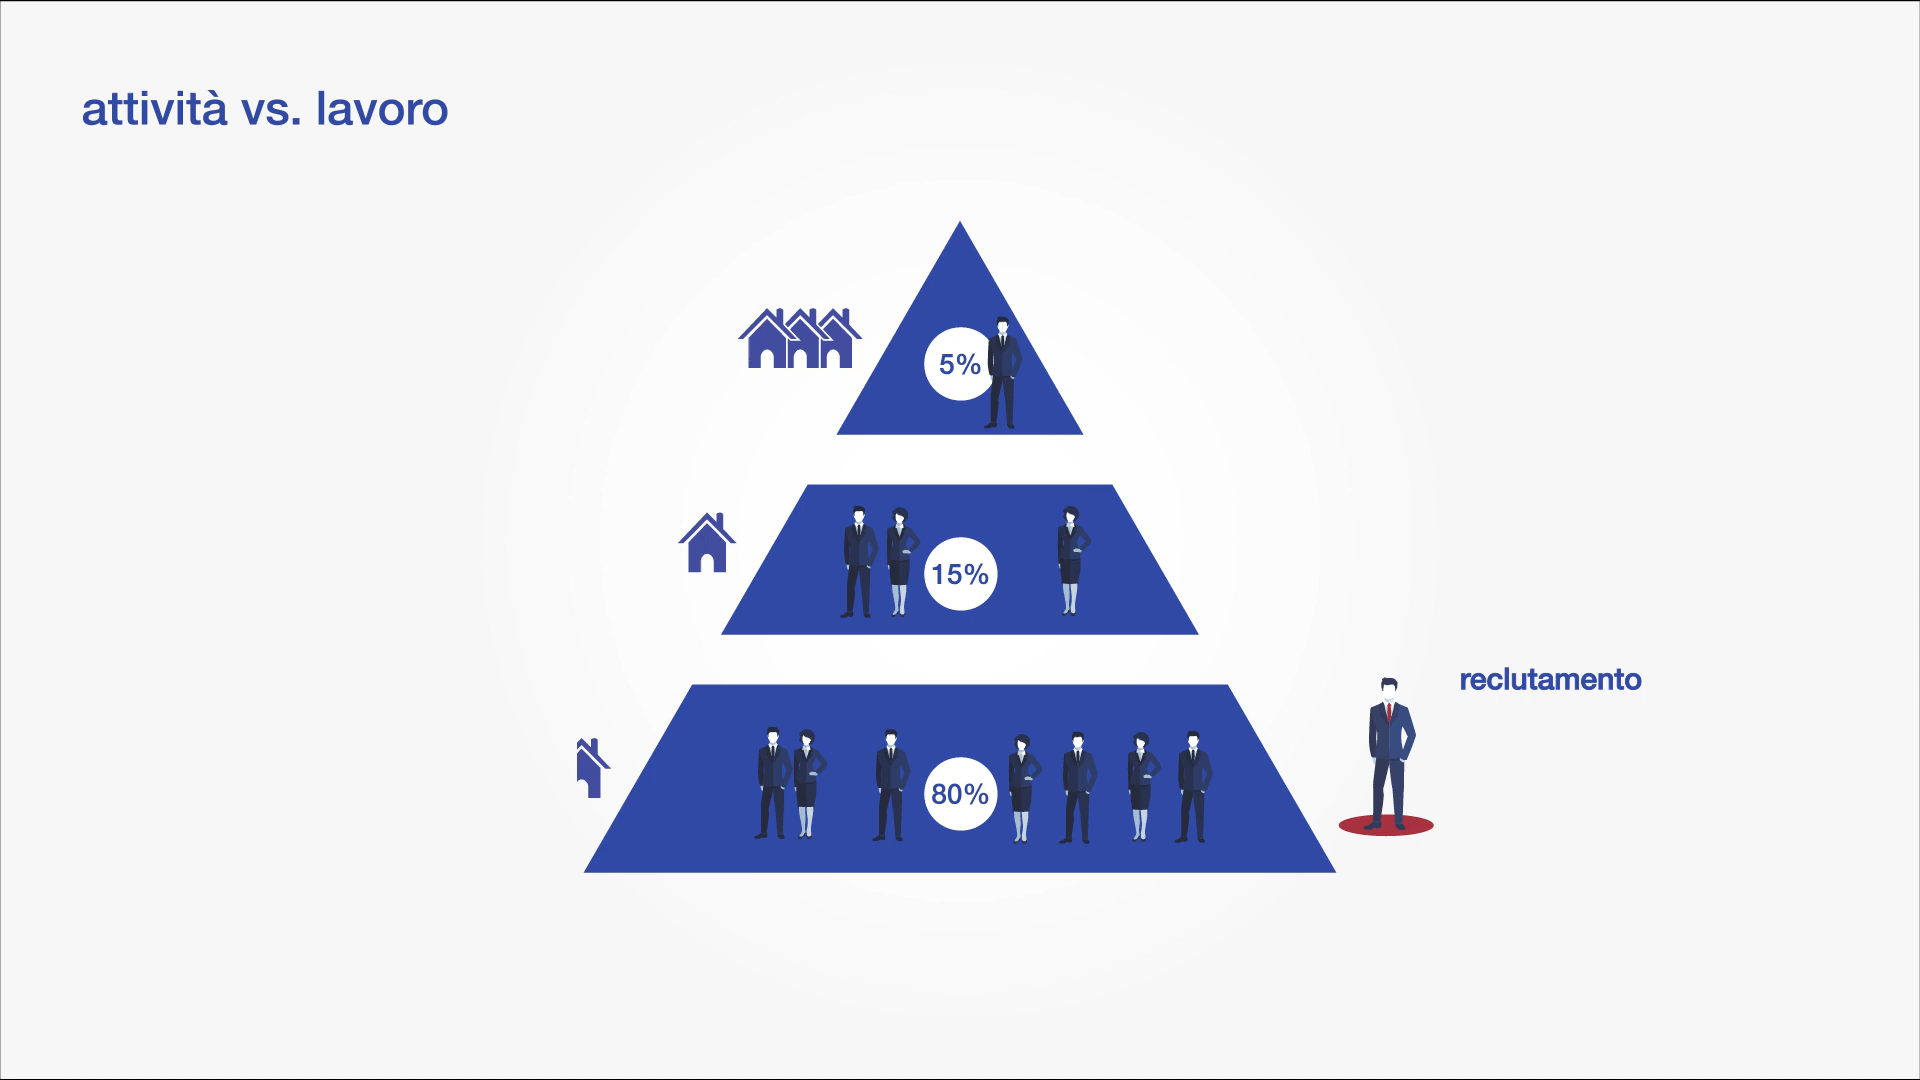 attività vs. lavoro
5%
15%
reclutamento
80%